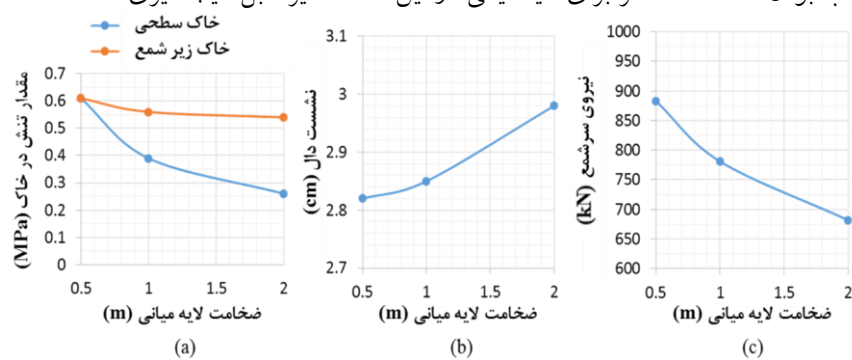 خاک سطحی
خاک زیر شمع
مقدار تنش در خاک (MPa)
0.7
0.6
0.5
0.4
0.3
0.2
0.1
0
0.5 1 1.5 2
ضخامت لایه میانی (m)
(a)
نشست دال (cm)
3.1
3
2.9
2.8
2.7
0.5 1 1.5 2
ضخامت لایه میانی (m)
(b)
نیروی سرشمع (kN)
1000
950
900
850
800
750
700
650
600
0.5 1 1.5 2
ضخامت لایه میانی (m)
(c)